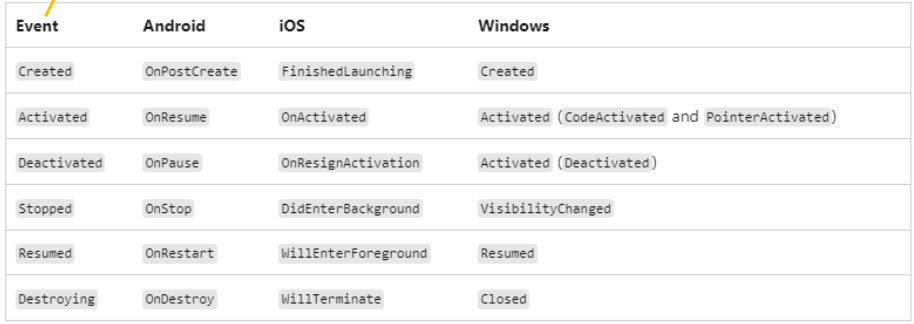 Event Android iOS Windows
Created OnPostCreate FinishedLaunching Created
Activated OnResume OnActivated Activated (CodeActivated and PointerActivated)
Deactivated OnPause OnResignActivation Activated (Deactivated)
Stopped OnStop DidEnterBackground VisibilityChanged
Resumed OnRestart WillEnterForeground Resumed
Destroying OnDestroy WillTerminate Closed